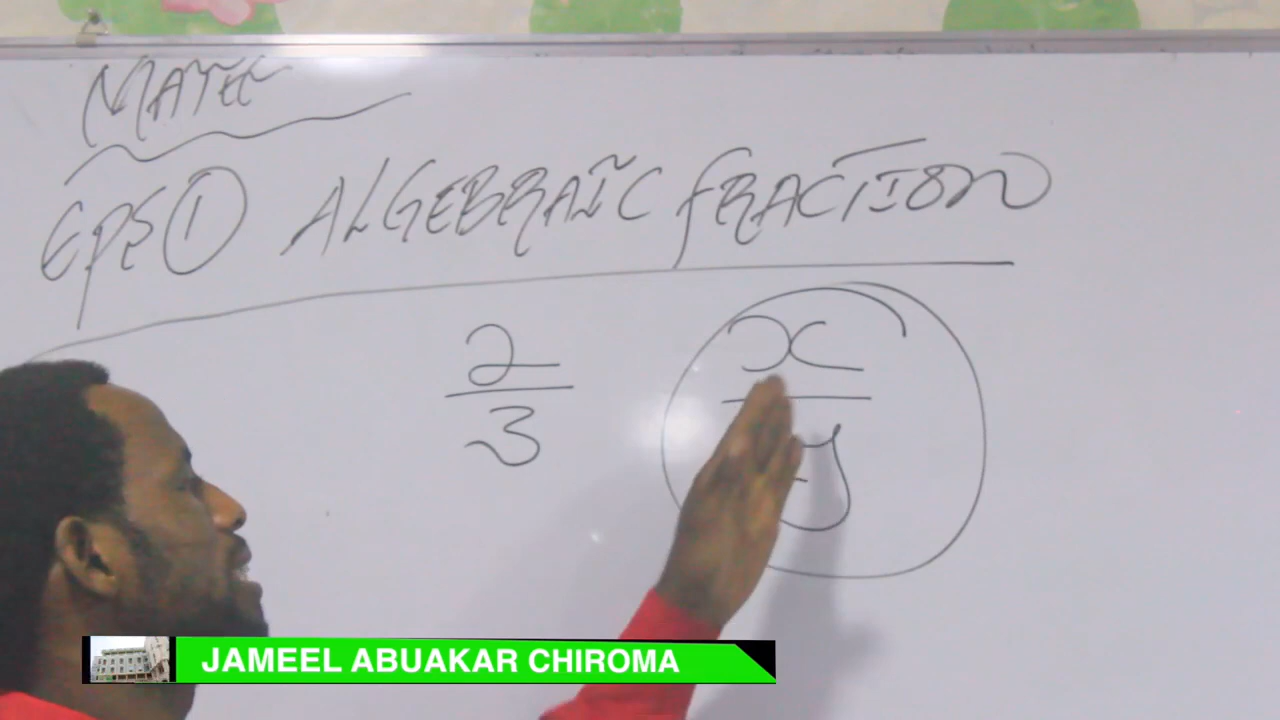 MATH
EPS ① ALGEBRAIC FRACTION
2
3
x
y
JAMEEL ABUAKAR CHIROMA